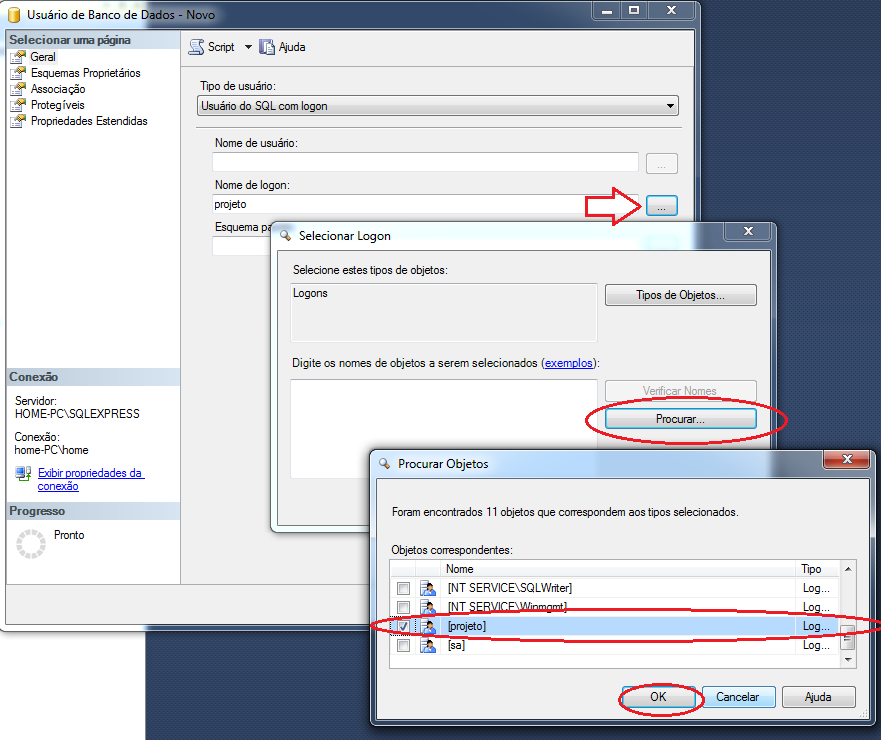 Usuário de Banco de Dados - Novo
Selecionar uma página
Geral
Esquemas Proprietários
Associação
Protegíveis
Propriedades Estendidas
Script
Ajuda
Tipo de usuário:
Usuário do SQL com logon
Nome de usuário:
...
Nome de logon:
projeto
...
Esquema
Conexão
Servidor:
HOME-PC\SQLEXPRESS
Conexão:
home-PC\home
Exibir propriedades da
conexão
Progresso
Pronto
Selecionar Logon
Selecione estes tipos de objetos:
Logons
Tipos de Objetos...
Digite os nomes de objetos a serem selecionados (exemplos):
Verificar Nomes
Procurar...
Procurar Objetos
Foram encontrados 11 objetos que correspondem aos tipos selecionados.
Objetos correspondentes:
Nome Tipo
[NT SERVICE\SQLWriter] Log...
[NT SERVICE\Winmgmt] Log...
[projeto] Log...
[sa] Log...
OK Cancelar Ajuda